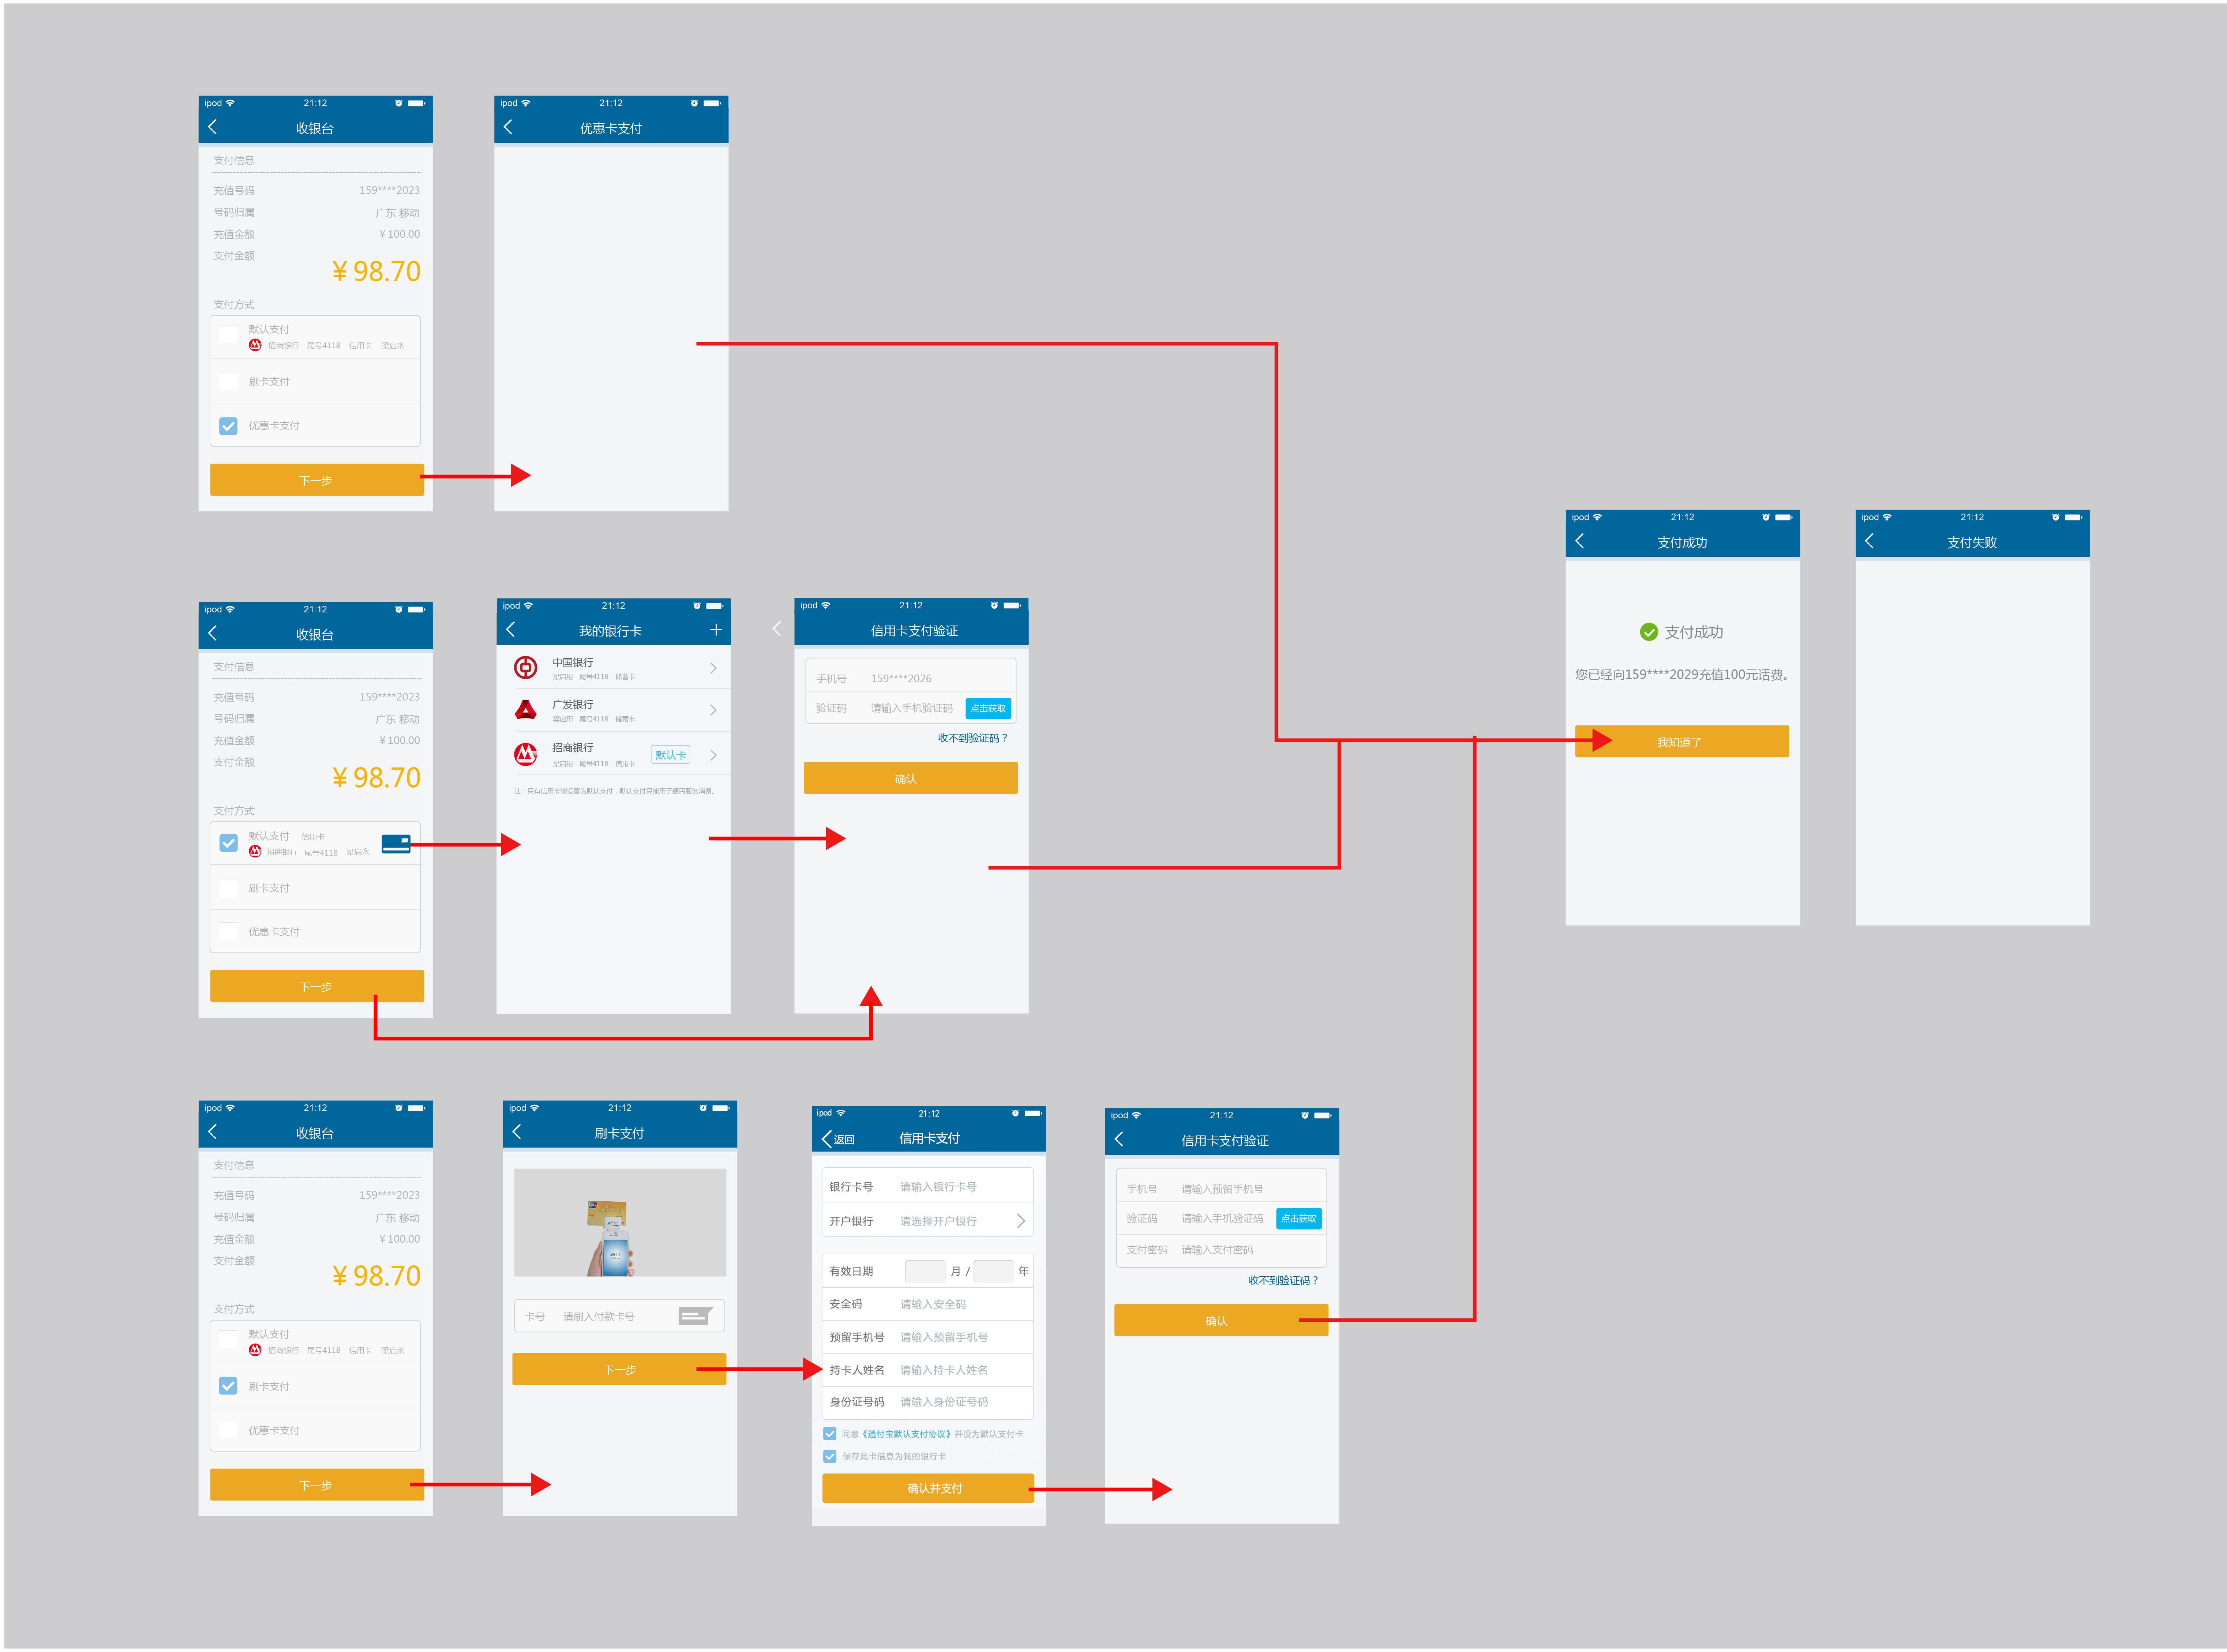 ipod 21:12
收银台
支付信息
充值号码 159****2023
号码归属 广东 移动
充值金额 ¥100.00
支付金额
¥98.70
支付方式
默认支付
招商银行 尾号4118 信用卡 梁启永
刷卡支付
优惠卡支付
下一步
ipod 21:12
优惠卡支付
ipod 21:12
收银台
支付信息
充值号码 159****2023
号码归属 广东 移动
充值金额 ¥100.00
支付金额
¥98.70
支付方式
默认支付 信用卡
招商银行 尾号4118 梁启永
刷卡支付
优惠卡支付
下一步
ipod 21:12
我的银行卡
中国银行
梁启用 尾号4118 储蓄卡
广发银行
梁启用 尾号4118 储蓄卡
招商银行
梁启用 尾号4118 信用卡
默认卡
注：只有信用卡能设置为默认支付，默认支付只能用于便民服务消费。
ipod 21:12
信用卡支付验证
手机号 159****2026
验证码 请输入手机验证码 点击获取
收不到验证码？
确认
ipod 21:12
支付成功
支付成功
您已经向159****2029充值100元话费。
我知道了
ipod 21:12
支付失败
ipod 21:12
收银台
支付信息
充值号码 159****2023
号码归属 广东 移动
充值金额 ¥100.00
支付金额
¥98.70
支付方式
默认支付
招商银行 尾号4118 信用卡 梁启永
刷卡支付
优惠卡支付
下一步
ipod 21:12
刷卡支付
卡号 请刷入付款卡号
下一步
ipod 21:12
返回 信用卡支付
银行卡号 请输入银行卡号
开户银行 请选择开户银行
有效日期 月 / 年
安全码 请输入安全码
预留手机号 请输入预留手机号
持卡人姓名 请输入持卡人姓名
身份证号码 请输入身份证号码
同意《通付宝默认支付协议》并设为默认支付卡
保存此卡信息为我的银行卡
确认并支付
ipod 21:12
信用卡支付验证
手机号 请输入预留手机号
验证码 请输入手机验证码 点击获取
支付密码 请输入支付密码
收不到验证码？
确认